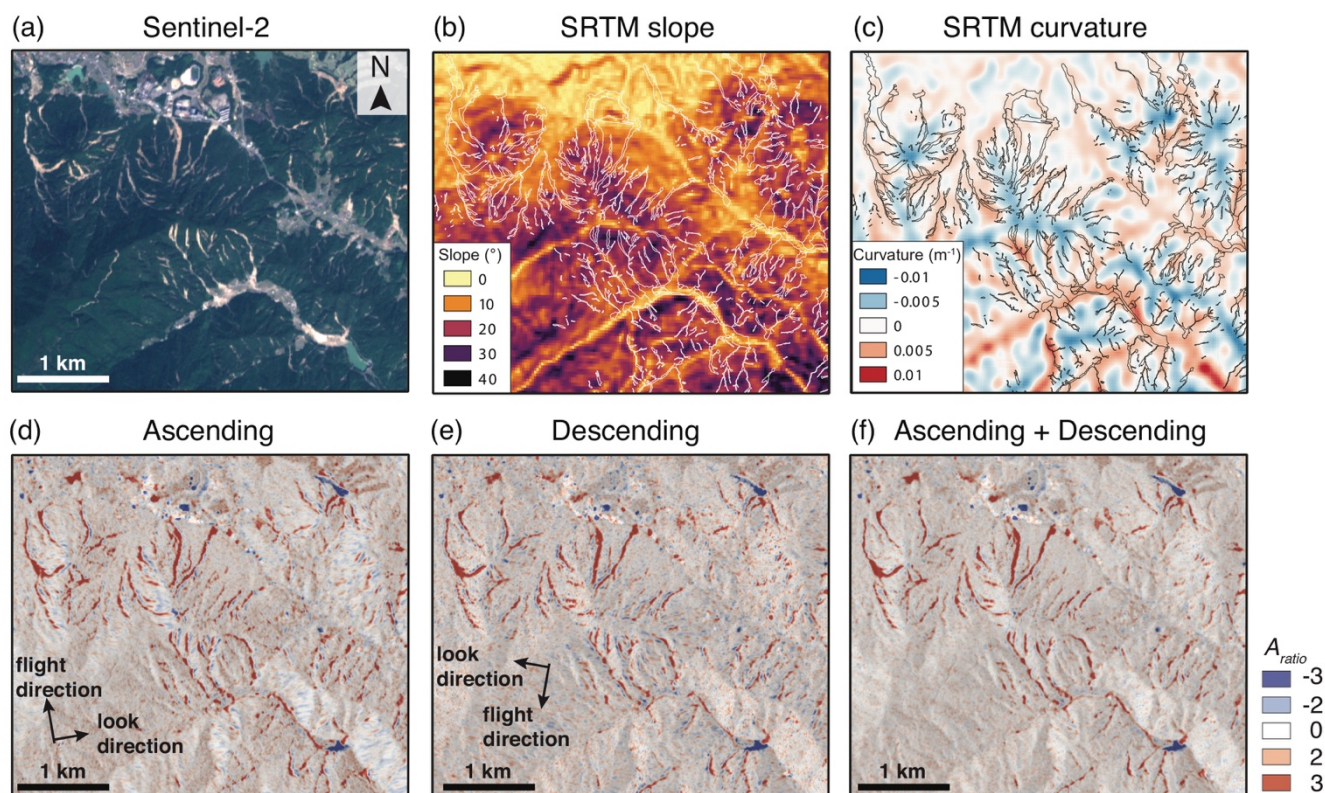 (a) Sentinel-2
N
1 km
(b) SRTM slope
Slope (°)
0
10
20
30
40
(c) SRTM curvature
Curvature (m⁻¹)
-0.01
-0.005
0
0.005
0.01
(d) Ascending
flight
direction
look
direction
1 km
(e) Descending
look
direction
flight
direction
1 km
(f) Ascending + Descending
1 km
A_ratio
-3
-2
0
2
3